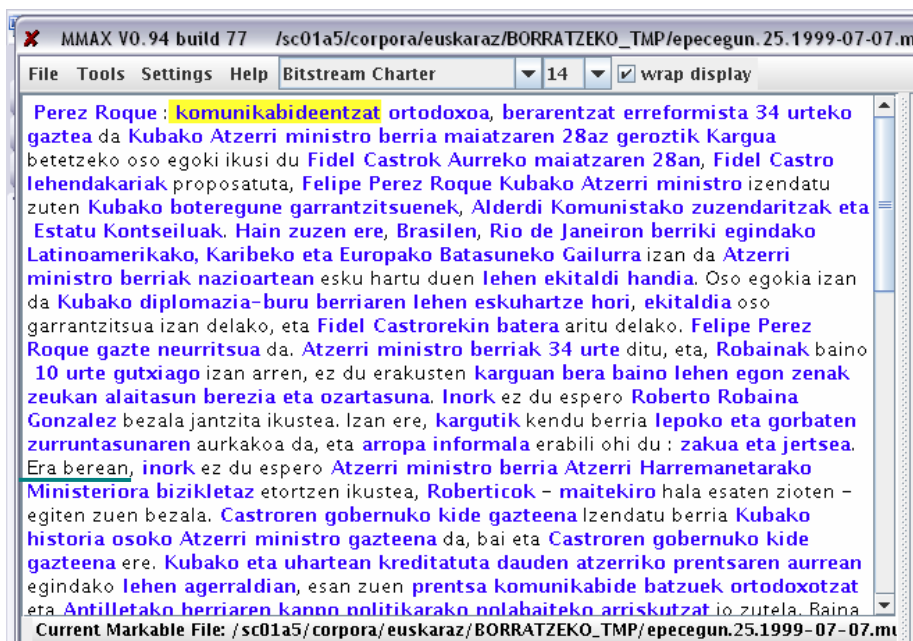 MMAX V0.94 build 77 /sc01a5/corpora/euskaraz/BORRATZEKO_TMP/epecegun.25.1999-07-07.m
File Tools Settings Help Bitstream Charter 14 wrap display
Perez Roque : komunikabideentzat ortodoxoa, berarentzat erreformista 34 urteko
gaztea da Kubako Atzerri ministro berria maiatzaren 28az geroztik Kargua
betetzeko oso egoki ikusi du Fidel Castrok Aurreko maiatzaren 28an, Fidel Castro
lehendakariak proposatuta, Felipe Perez Roque Kubako Atzerri ministro izendatu
zuten Kubako boteregune garrantzitsuenek, Alderdi Komunistako zuzendaritzak eta
Estatu Kontseiluak. Hain zuzen ere, Brasilen, Rio de Janeiron berriki egindako
Latinoamerikako, Karibeko eta Europako Batasuneko Gailurra izan da Atzerri
ministro berriak nazioartean esku hartu duen lehen ekitaldi handia. Oso egokia izan
da Kubako diplomazia-buru berriaren lehen eskuhartze hori, ekitaldia oso
garrantzitsua izan delako, eta Fidel Castrorekin batera aritu delako. Felipe Perez
Roque gazte neurritsua da. Atzerri ministro berriak 34 urte ditu, eta, Robainak baino
10 urte gutxiago izan arren, ez du erakusten karguan bera baino lehen egon zenak
zeukan alaitasun berezia eta ozartasuna. Inork ez du espero Roberto Robaina
Gonzalez bezala jantzita ikustea. Izan ere, kargutik kendu berria lepoko eta gorbaten
zurruntasunaren aurkakoa da, eta arropa informala erabili ohi du : zakua eta jertsea.
Era berean, inork ez du espero Atzerri ministro berria Atzerri Harremanetarako
Ministeriora bizikletaz etortzen ikustea, Roberticok - maitekiro hala esaten zioten -
egiten zuen bezala. Castroren gobernuko kide gazteena Izendatu berria Kubako
historia osoko Atzerri ministro gazteena da, bai eta Castroren gobernuko kide
gazteena ere. Kubako eta uhartean kreditatuta dauden atzerriko prentsaren aurrean
egindako lehen agerraldian, esan zuen prentsa komunikabide batzuek ortodoxotzat
eta Antilletako herriaren kanpo politikarako nolabaiteko arriskutzat jo zutela. Baina
Current Markable File: /sc01a5/corpora/euskaraz/BORRATZEKO_TMP/epecegun.25.1999-07-07.mu